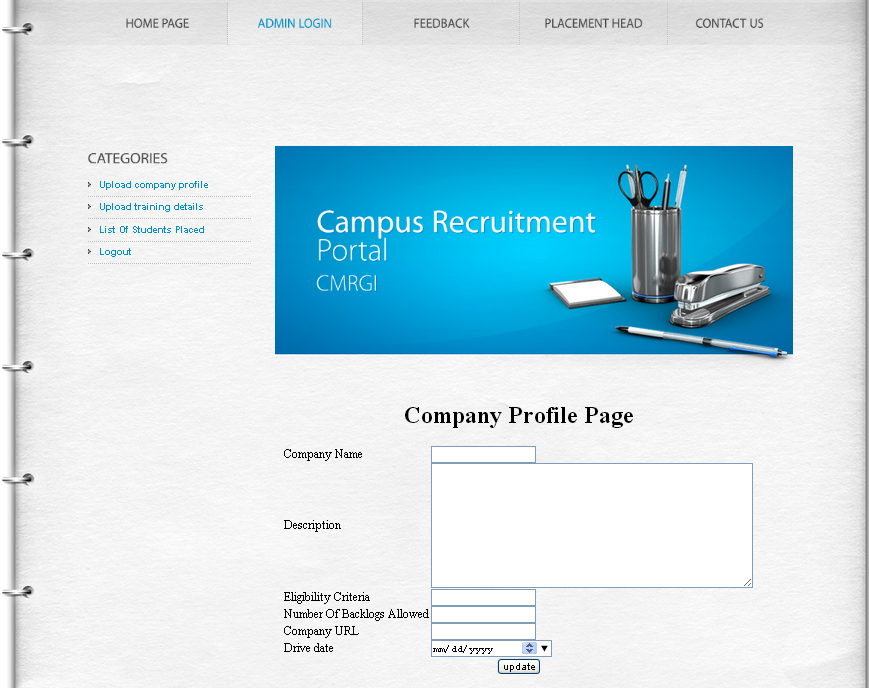 HOME PAGE ADMIN LOGIN FEEDBACK PLACEMENT HEAD CONTACT US
CATEGORIES
Upload company profile
Upload training details
List Of Students Placed
Logout
Campus Recruitment
Portal
CMRGI
Company Profile Page
Company Name
Description
Eligibility Criteria
Number Of Backlogs Allowed
Company URL
Drive date mm/dd/yyyy
update